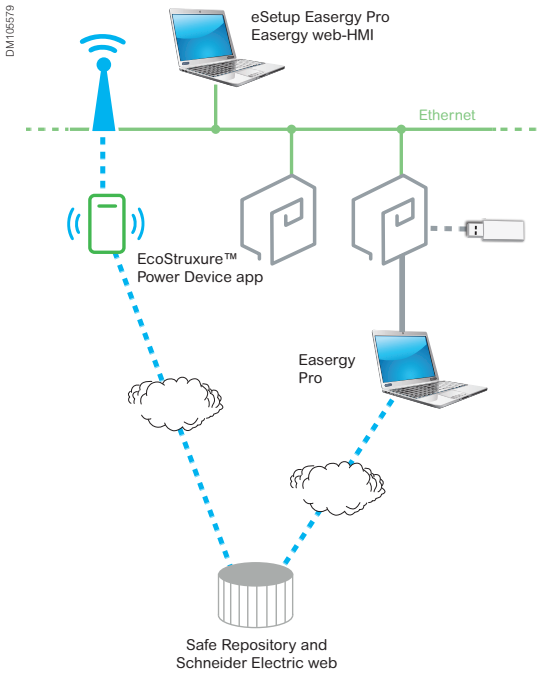 DM105579
eSetup Easergy Pro
Easergy web-HMI
Ethernet
EcoStruxure™
Power Device app
Easergy
Pro
Safe Repository and
Schneider Electric web